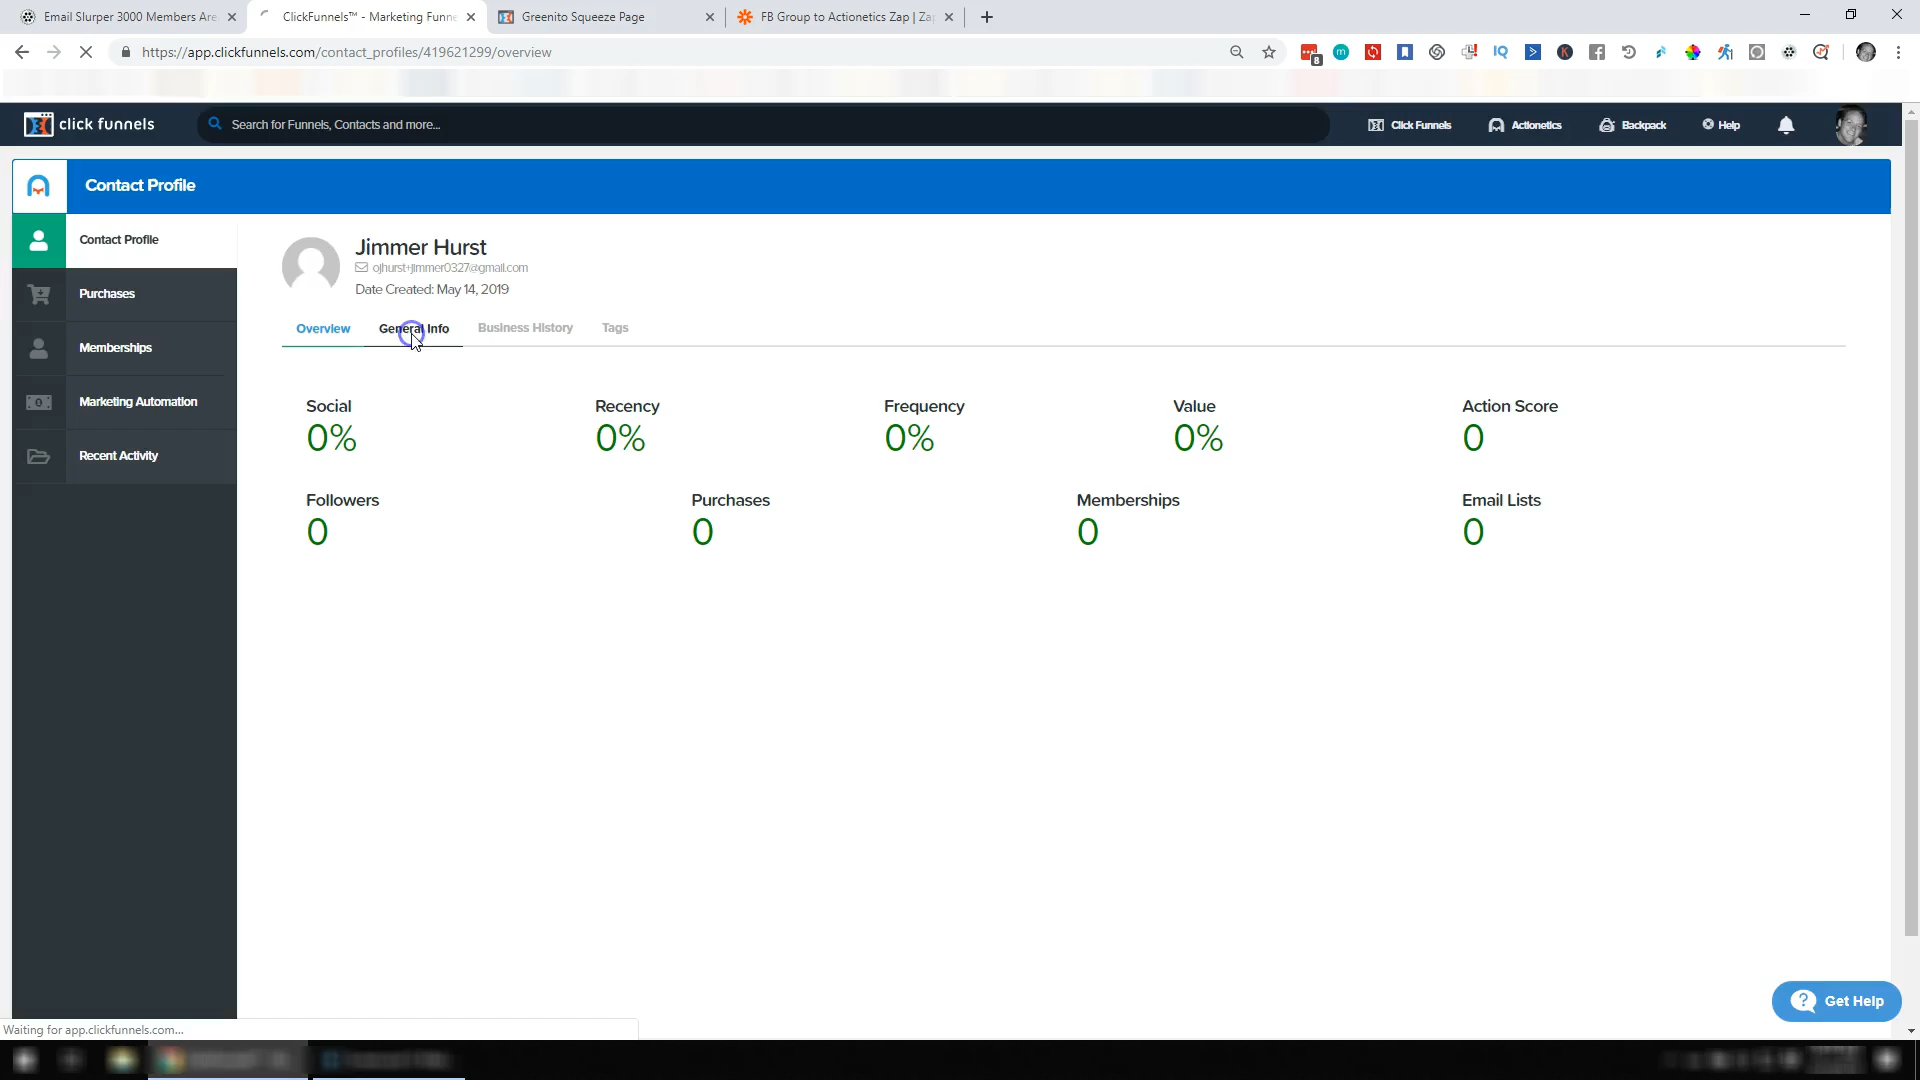 Email Slurper 3000 Members Are
ClickFunnels™ - Marketing Funne
Greenito Squeeze Page
FB Group to Actionetics Zap | Za
https://app.clickfunnels.com/contact_profiles/419621299/overview
8
click funnels
Search for Funnels, Contacts and more...
Click Funnels
Actionetics
Backpack
Help
Contact Profile
Contact Profile
Purchases
Memberships
Marketing Automation
Recent Activity
Jimmer Hurst
ojhurst+jimmer0327@gmail.com
Date Created: May 14, 2019
Overview
General Info
Business History
Tags
Social
0%
Recency
0%
Frequency
0%
Value
0%
Action Score
0
Followers
0
Purchases
0
Memberships
0
Email Lists
0
Get Help
Waiting for app.clickfunnels.com...